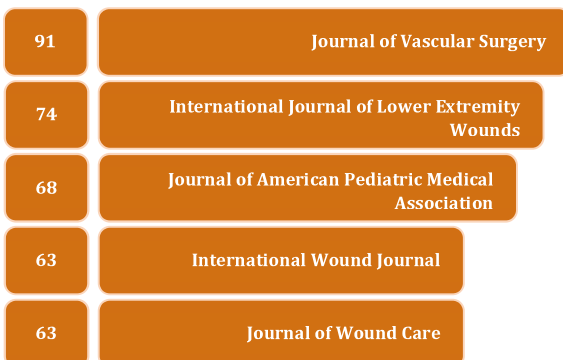 91
Journal of Vascular Surgery
74
International Journal of Lower Extremity
Wounds
68
Journal of American Pediatric Medical
Association
63
International Wound Journal
63
Journal of Wound Care